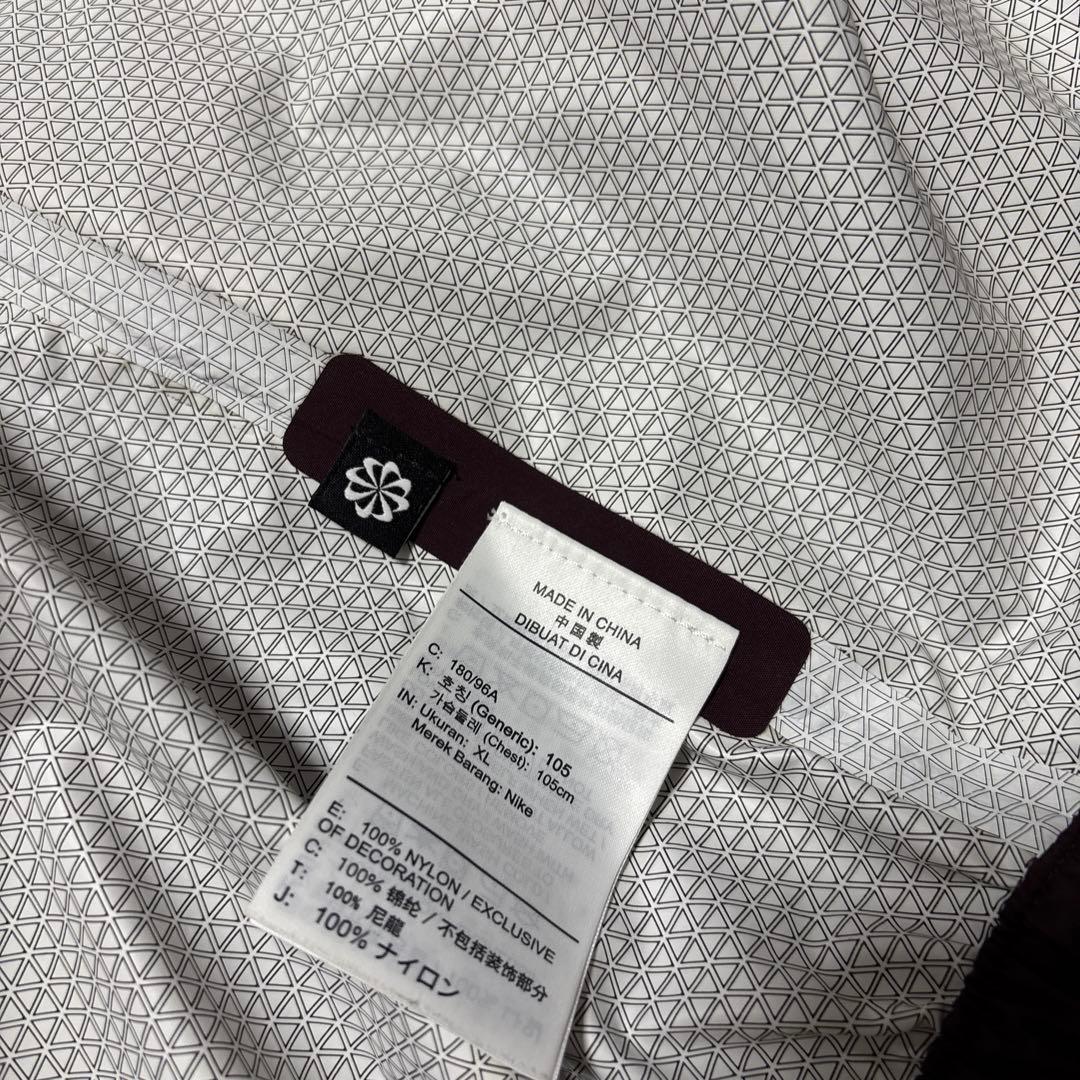 MADE IN CHINA
中国製
DIBUAT DI CINA
C: 180/96A
K: 호칭 (Generic): 105
가슴둘레 (Chest): 105cm
IN: Ukuran: XL
Merek Barang: Nike
E: 100% NYLON / EXCLUSIVE
OF DECORATION
C: 100% 锦纶 / 不包括装饰部分
T: 100% 尼龍
J: 100% ナイロン